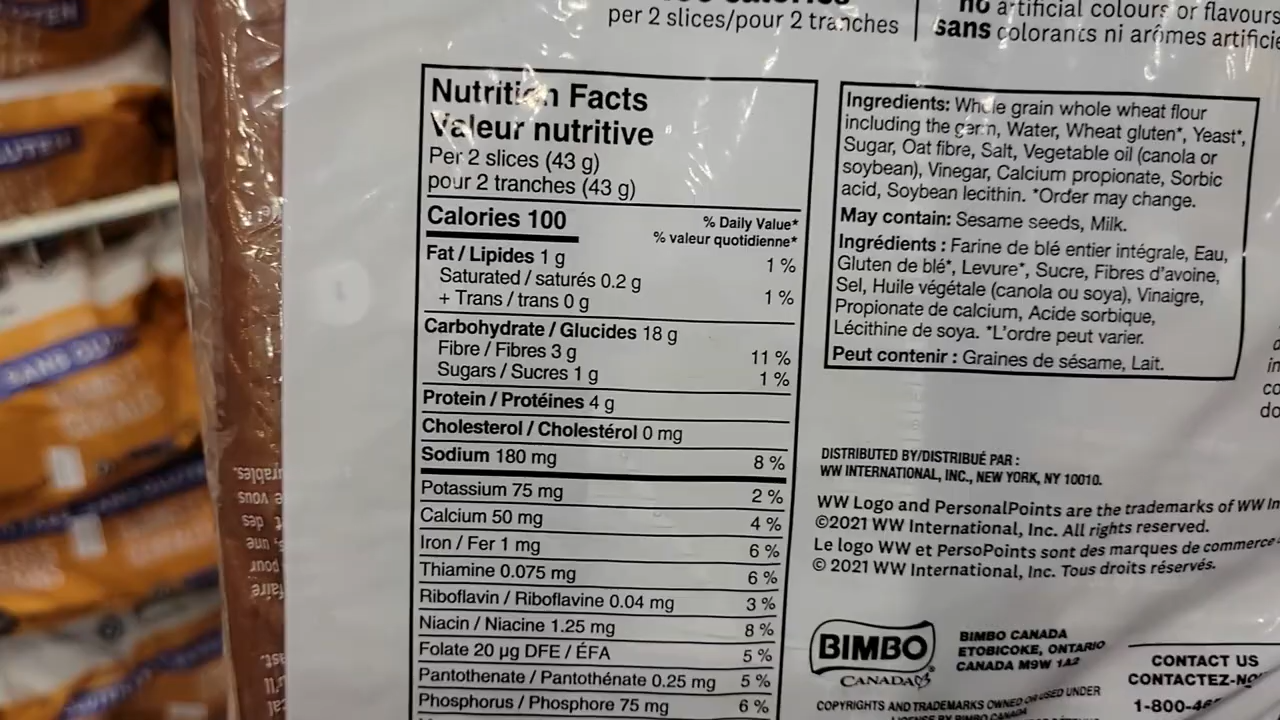 per 2 slices/pour 2 tranches
no artificial colours or flavours
sans colorants ni arômes
Nutrition Facts
Valeur nutritive
Per 2 slices (43 g)
pour 2 tranches (43 g)
Calories 100
% Daily Value*
% valeur quotidienne*
Fat / Lipides 1 g 1 %
Saturated / saturés 0.2 g
+ Trans / trans 0 g 1 %
Carbohydrate / Glucides 18 g
Fibre / Fibres 3 g 11 %
Sugars / Sucres 1 g 1 %
Protein / Protéines 4 g
Cholesterol / Cholestérol 0 mg
Sodium 180 mg 8 %
Potassium 75 mg 2 %
Calcium 50 mg 4 %
Iron / Fer 1 mg 6 %
Thiamine 0.075 mg 6 %
Riboflavin / Riboflavine 0.04 mg 3 %
Niacin / Niacine 1.25 mg 8 %
Folate 20 µg DFE / ÉFA 5 %
Pantothenate / Pantothénate 0.25 mg 5 %
Phosphorus / Phosphore 75 mg 6 %
Ingredients: Whole grain whole wheat flour
including the germ, Water, Wheat gluten*, Yeast*,
Sugar, Oat fibre, Salt, Vegetable oil (canola or
soybean), Vinegar, Calcium propionate, Sorbic
acid, Soybean lecithin. *Order may change.
May contain: Sesame seeds, Milk.
Ingrédients : Farine de blé entier intégrale, Eau,
Gluten de blé*, Levure*, Sucre, Fibres d'avoine,
Sel, Huile végétale (canola ou soya), Vinaigre,
Propionate de calcium, Acide sorbique,
Lécithine de soya. *L'ordre peut varier.
Peut contenir : Graines de sésame, Lait.
DISTRIBUTED BY/DISTRIBUÉ PAR :
WW INTERNATIONAL, INC., NEW YORK, NY 10010.
WW Logo and PersonalPoints are the trademarks of WW
©2021 WW International, Inc. All rights reserved.
Le logo WW et PersoPoints sont des marques de commerce
© 2021 WW International, Inc. Tous droits réservés.
BIMBO
CANADA
BIMBO CANADA
ETOBICOKE, ONTARIO
CANADA M9W 1A2
CONTACT US
CONTACTEZ-
1-800-
COPYRIGHTS AND TRADEMARKS OWNED OR USED UNDER
LICENSE BY BIMBO CANADA
SANS